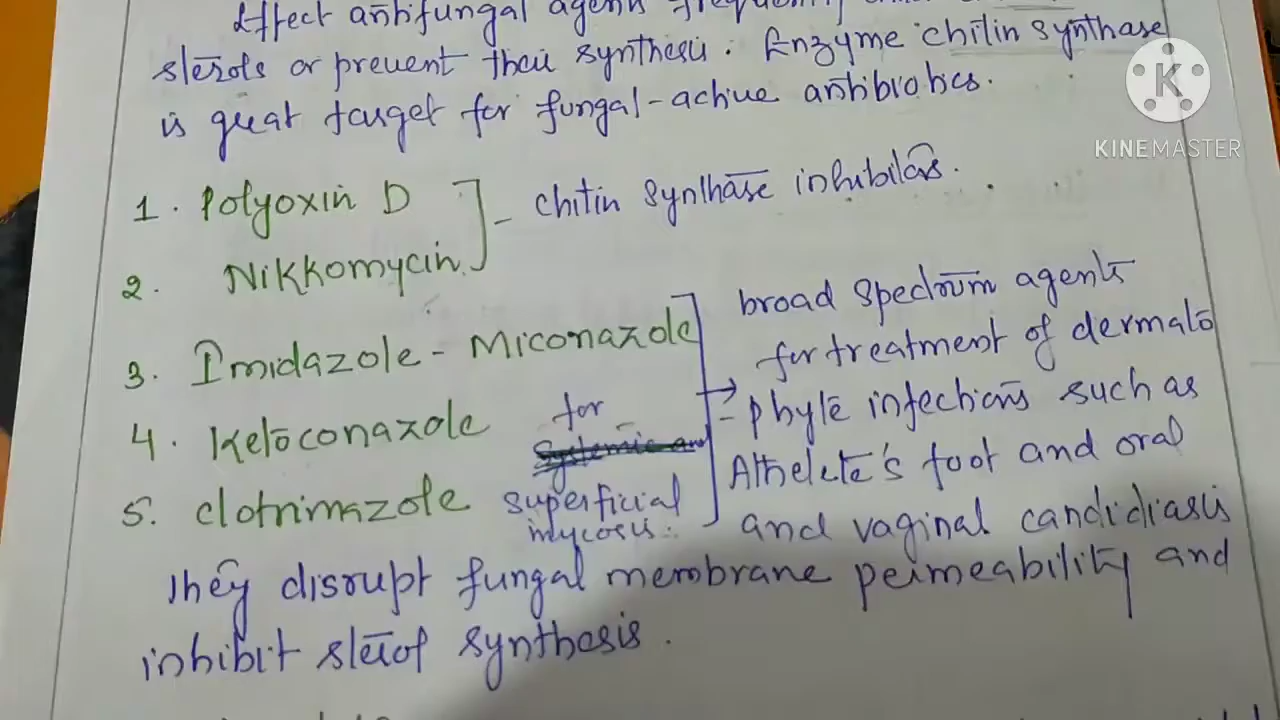 Effect antifungal agents frequently
sterols or prevent their synthesis. Enzyme chitin synthase
is great target for fungal-active antibiotics.
1. Polyoxin D ] - chitin synthase inhibitors.
2. Nikkomycin
3. Imidazole - Miconazole
4. Ketoconazole for
systemic and
5. clotrimazole superficial
mycosis.
broad spectrum agents
for treatment of dermato
-phyte infections such as
Athelete's foot and oral
and vaginal candidiasis
They disrupt fungal membrane permeability and
inhibit sterol synthesis.
K
KINEMASTER